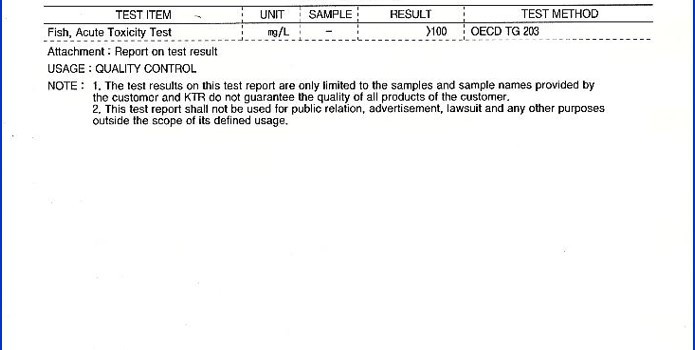 TEST ITEM UNIT SAMPLE RESULT TEST METHOD
Fish, Acute Toxicity Test mg/L - >100 OECD TG 203
Attachment : Report on test result
USAGE : QUALITY CONTROL
NOTE : 1. The test results on this test report are only limited to the samples and sample names provided by
the customer and KTR do not guarantee the quality of all products of the customer.
2. This test report shall not be used for public relation, advertisement, lawsuit and any other purposes
outside the scope of its defined usage.